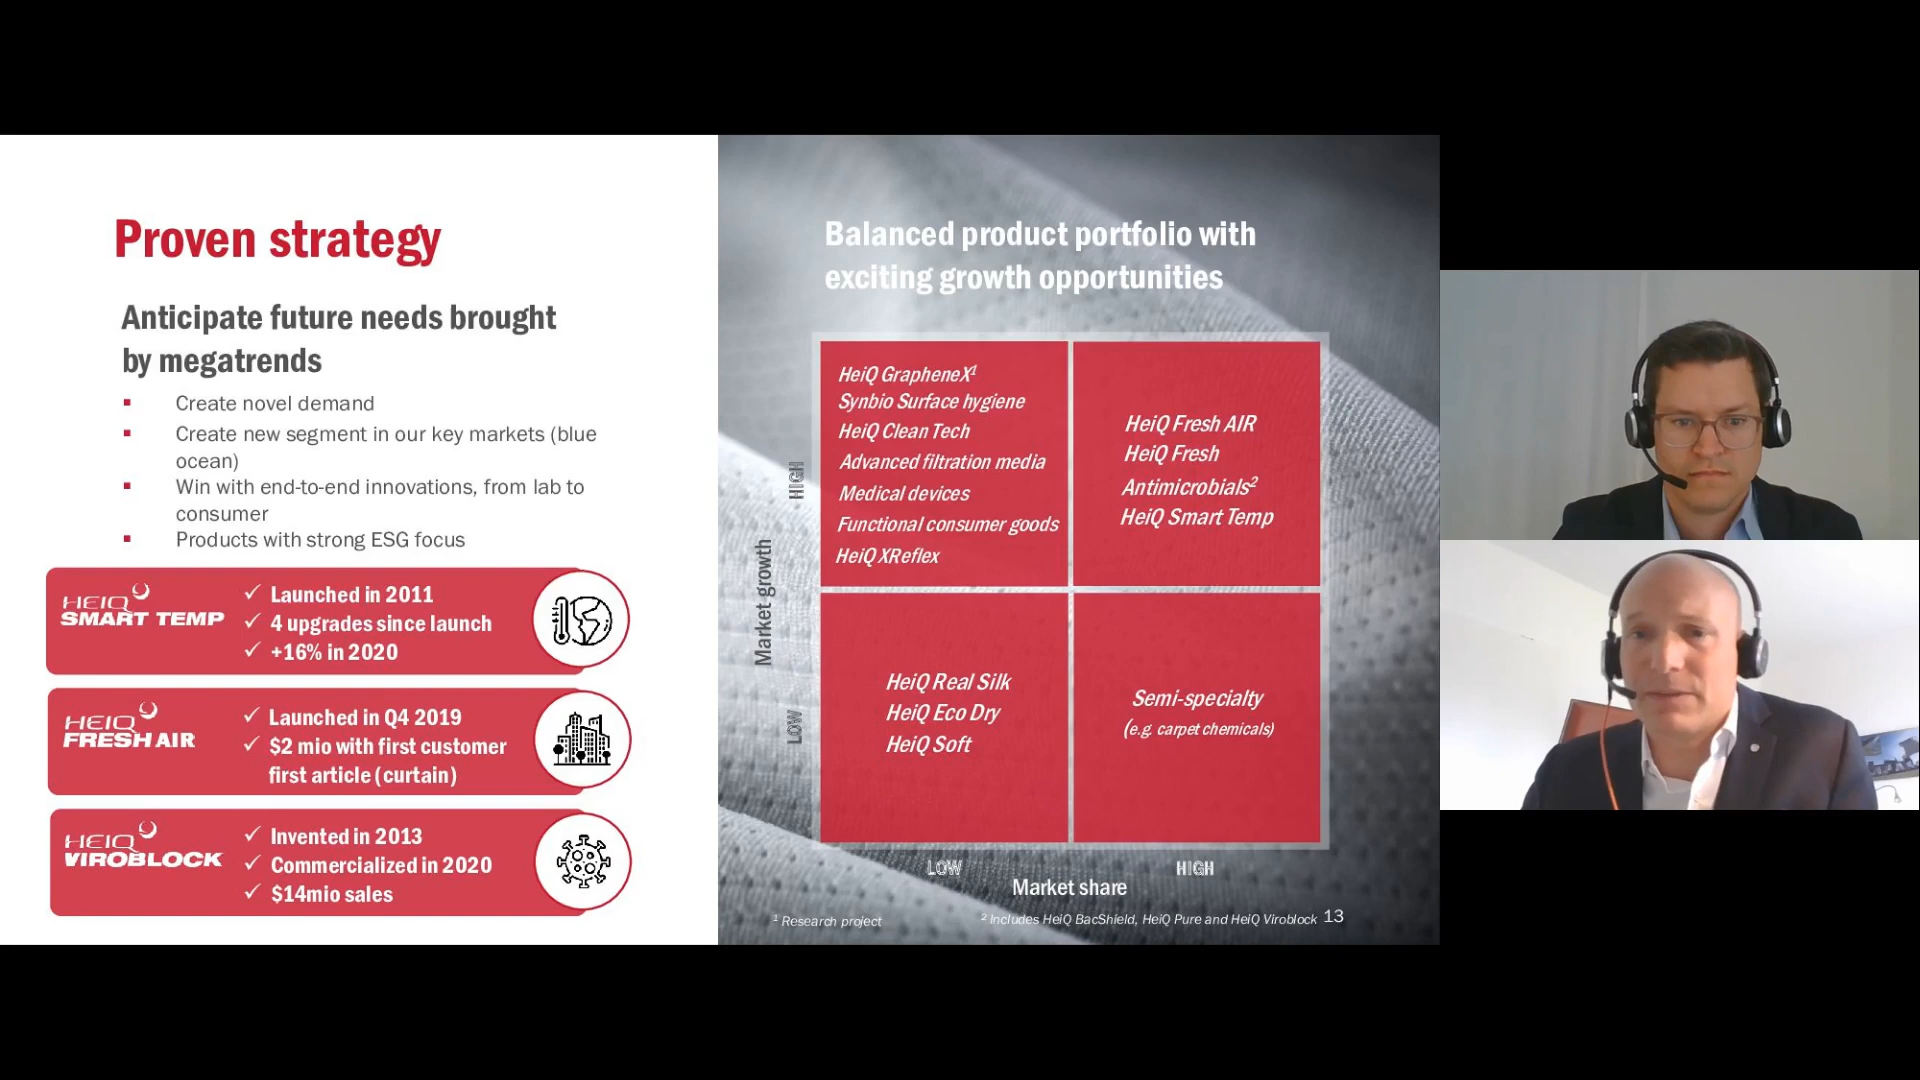 Proven strategy
Anticipate future needs brought
by megatrends
▪ Create novel demand
▪ Create new segment in our key markets (blue
ocean)
▪ Win with end-to-end innovations, from lab to
consumer
▪ Products with strong ESG focus
HEIQ
SMART TEMP
✓ Launched in 2011
✓ 4 upgrades since launch
✓ +16% in 2020
HEIQ
FRESH AIR
✓ Launched in Q4 2019
✓ $2 mio with first customer
first article (curtain)
HEIQ
VIROBLOCK
✓ Invented in 2013
✓ Commercialized in 2020
✓ $14mio sales
Balanced product portfolio with
exciting growth opportunities
Market growth
HIGH
LOW
HeiQ GrapheneX¹
Synbio Surface hygiene
HeiQ Clean Tech
Advanced filtration media
Medical devices
Functional consumer goods
HeiQ XReflex
HeiQ Fresh AIR
HeiQ Fresh
Antimicrobials²
HeiQ Smart Temp
HeiQ Real Silk
HeiQ Eco Dry
HeiQ Soft
Semi-specialty
(e.g. carpet chemicals)
LOW
HIGH
Market share
¹ Research project
² Includes HeiQ BacShield, HeiQ Pure and HeiQ Viroblock
13